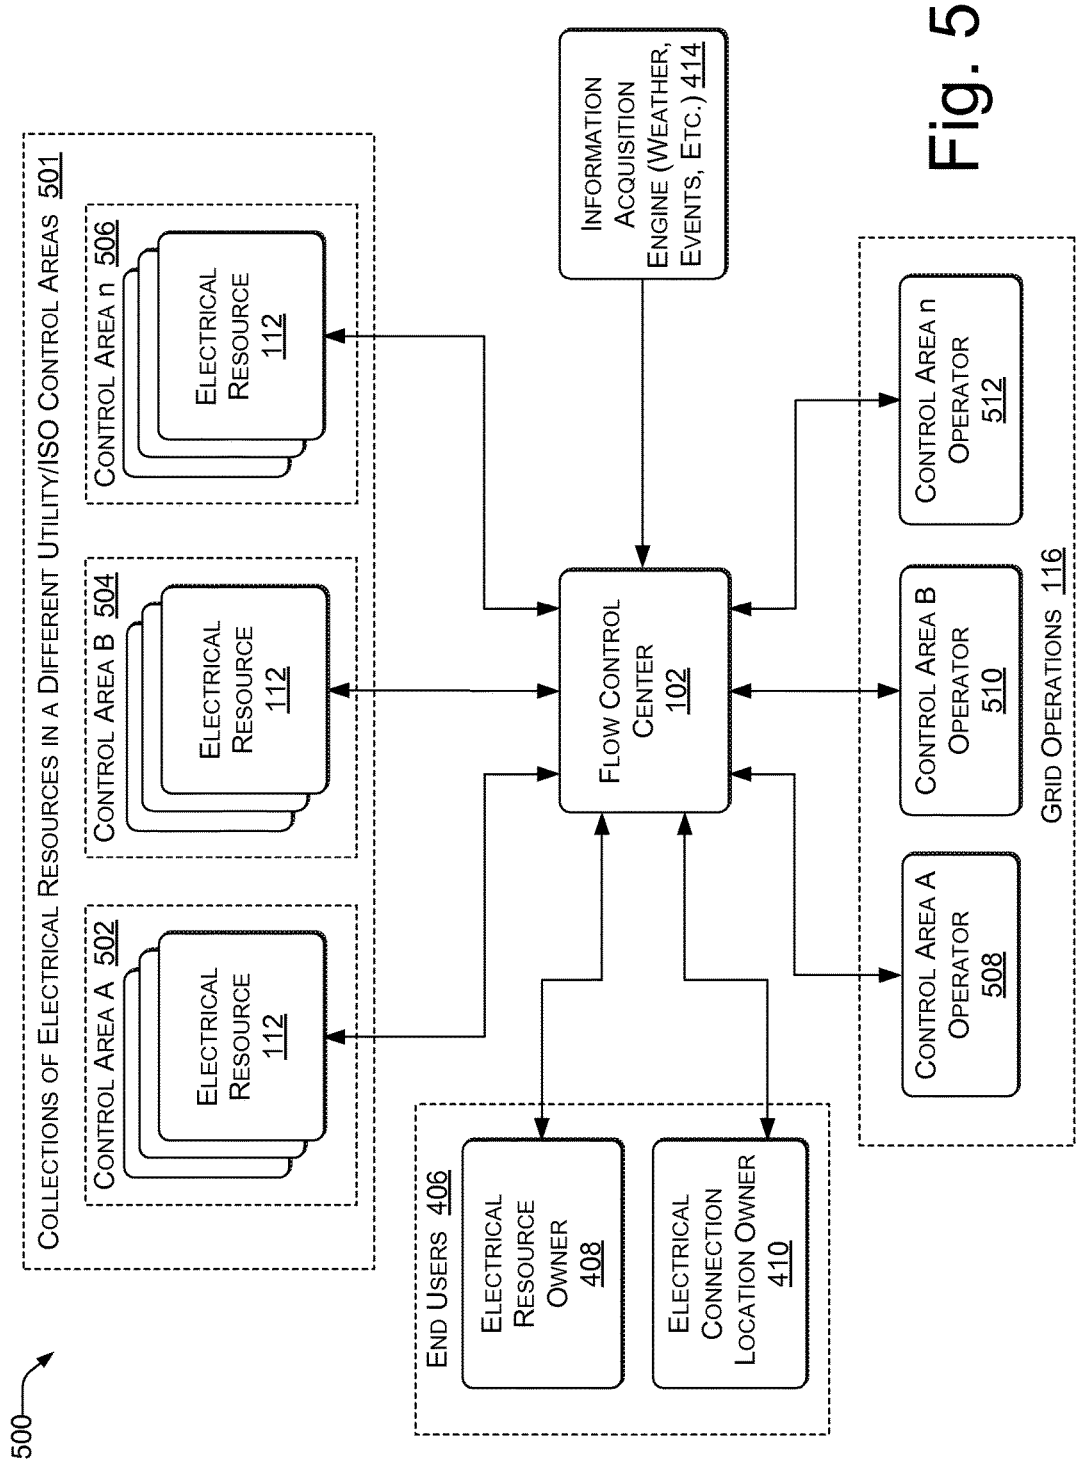 500
COLLECTIONS OF ELECTRICAL RESOURCES IN A DIFFERENT UTILITY/ISO CONTROL AREAS 501
CONTROL AREA A 502
ELECTRICAL
RESOURCE
112
CONTROL AREA B 504
ELECTRICAL
RESOURCE
112
CONTROL AREA n 506
ELECTRICAL
RESOURCE
112
END USERS 406
ELECTRICAL
RESOURCE
OWNER
408
ELECTRICAL
CONNECTION
LOCATION OWNER
410
FLOW CONTROL
CENTER
102
INFORMATION
ACQUISITION
ENGINE (WEATHER,
EVENTS, ETC.) 414
CONTROL AREA A
OPERATOR
508
CONTROL AREA B
OPERATOR
510
CONTROL AREA n
OPERATOR
512
GRID OPERATIONS 116
Fig. 5